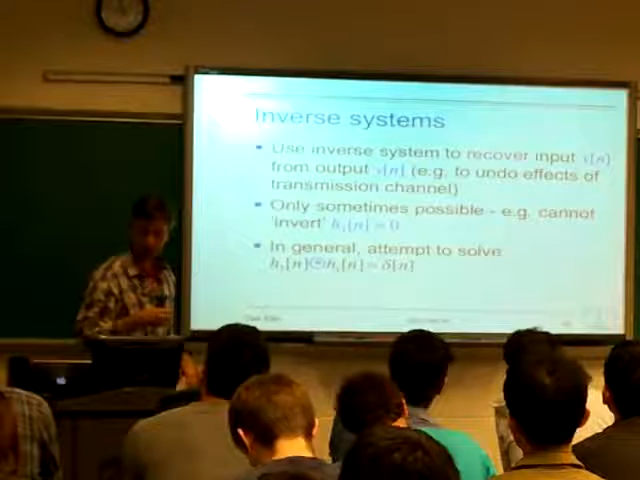 Inverse systems
Use inverse system to recover input x[n]
from output y[n] (e.g. to undo effects of
transmission channel)
Only sometimes possible - e.g. cannot
'invert' h₁[n] = 0
In general, attempt to solve
h₂[n]⊛h₁[n] = δ[n]